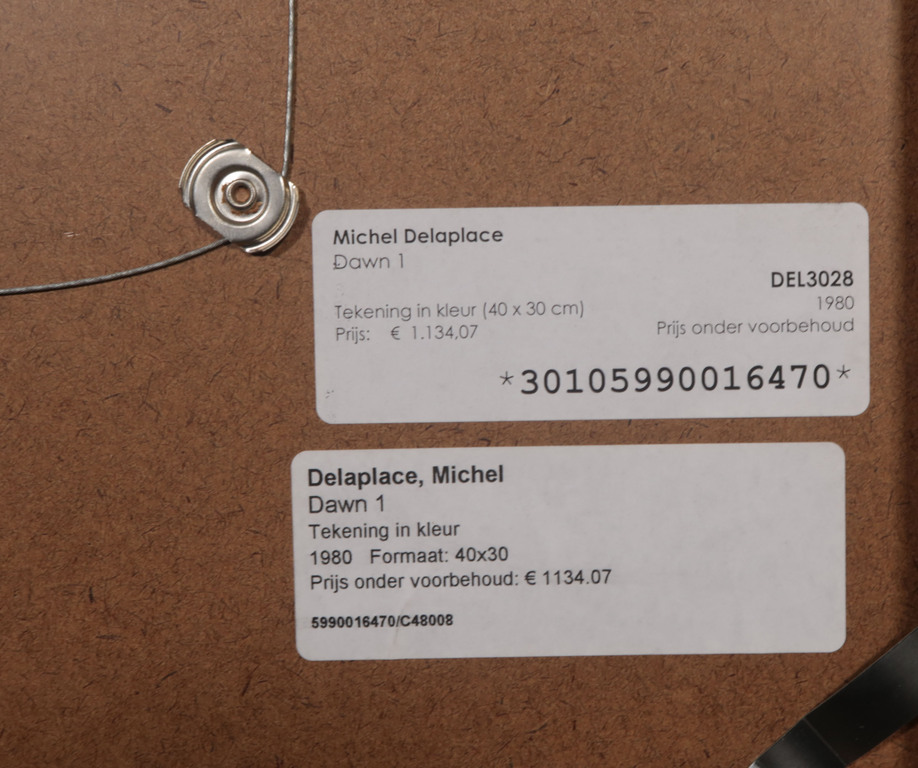 Michel Delaplace
Dawn 1
DEL3028
Tekening in kleur (40 x 30 cm)
1980
Prijs: € 1.134,07
Prijs onder voorbehoud
*30105990016470*
Delaplace, Michel
Dawn 1
Tekening in kleur
1980 Formaat: 40x30
Prijs onder voorbehoud: € 1134.07
5990016470/C48008